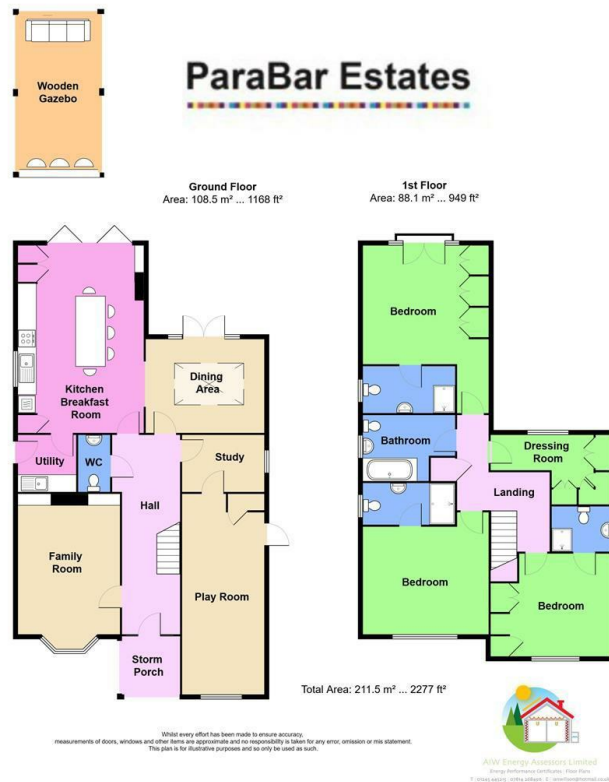 Wooden
Gazebo
ParaBar Estates
Ground Floor
Area: 108.5 m² ... 1168 ft²
1st Floor
Area: 88.1 m² ... 949 ft²
Kitchen
Breakfast
Room
Dining
Area
Utility
WC
Study
Hall
Family
Room
Play Room
Storm
Porch
Bedroom
Bathroom
Dressing
Room
Landing
Bedroom
Bedroom
Total Area: 211.5 m² ... 2277 ft²
Whilst every effort has been made to ensure accuracy,
measurements of doors, windows and other items are approximate and no responsibility is taken for any error, omission or mis statement.
This plan is for illustrative purposes and so only be used as such.
AIW Energy Assessors Limited
Energy Performance Certificates : Floor Plans